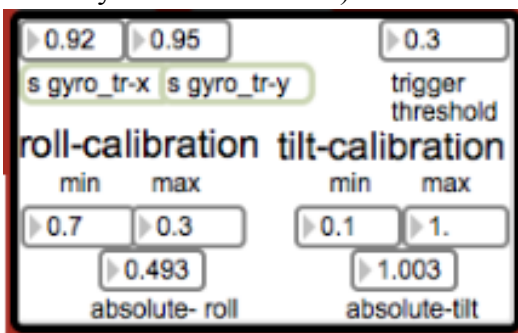 0.92 0.95 0.3
s gyro_tr-x s gyro_tr-y trigger
threshold
roll-calibration tilt-calibration
min max min max
0.7 0.3 0.1 1.
0.493 1.003
absolute- roll absolute-tilt